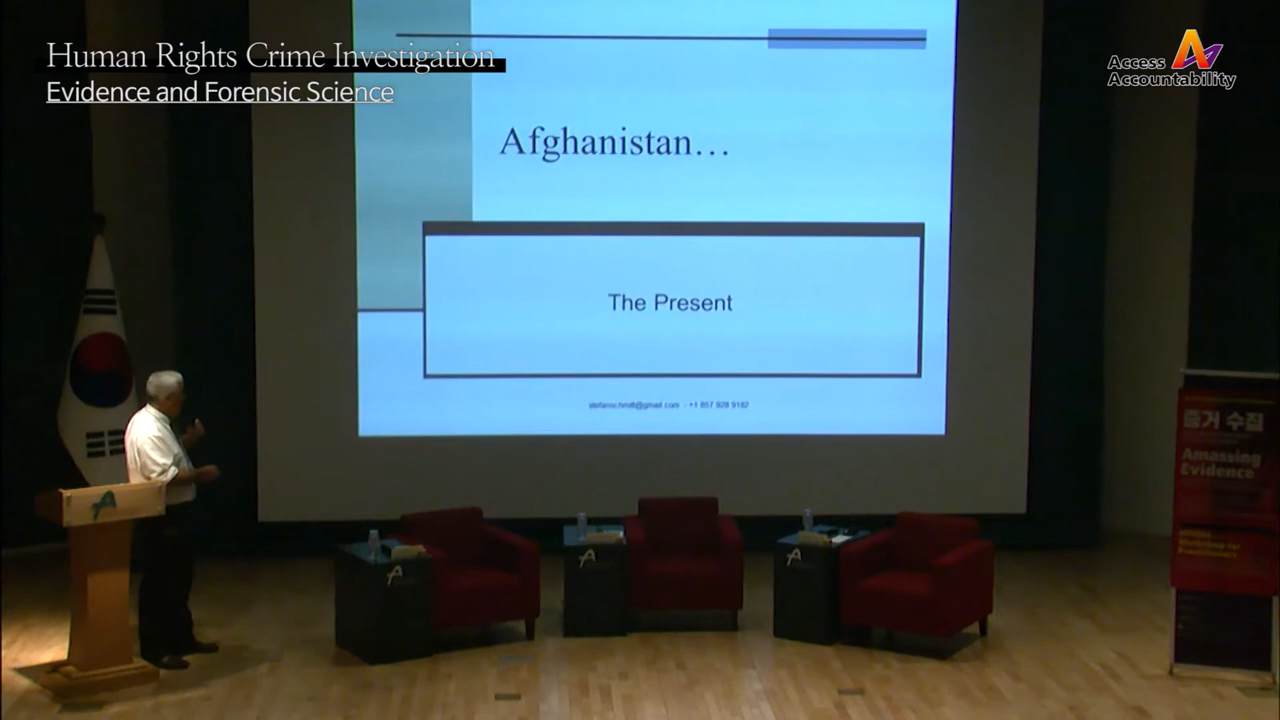 Human Rights Crime Investigation
Evidence and Forensic Science
Access
Accountability
Afghanistan…
The Present
증거 수집
Amassing
Evidence